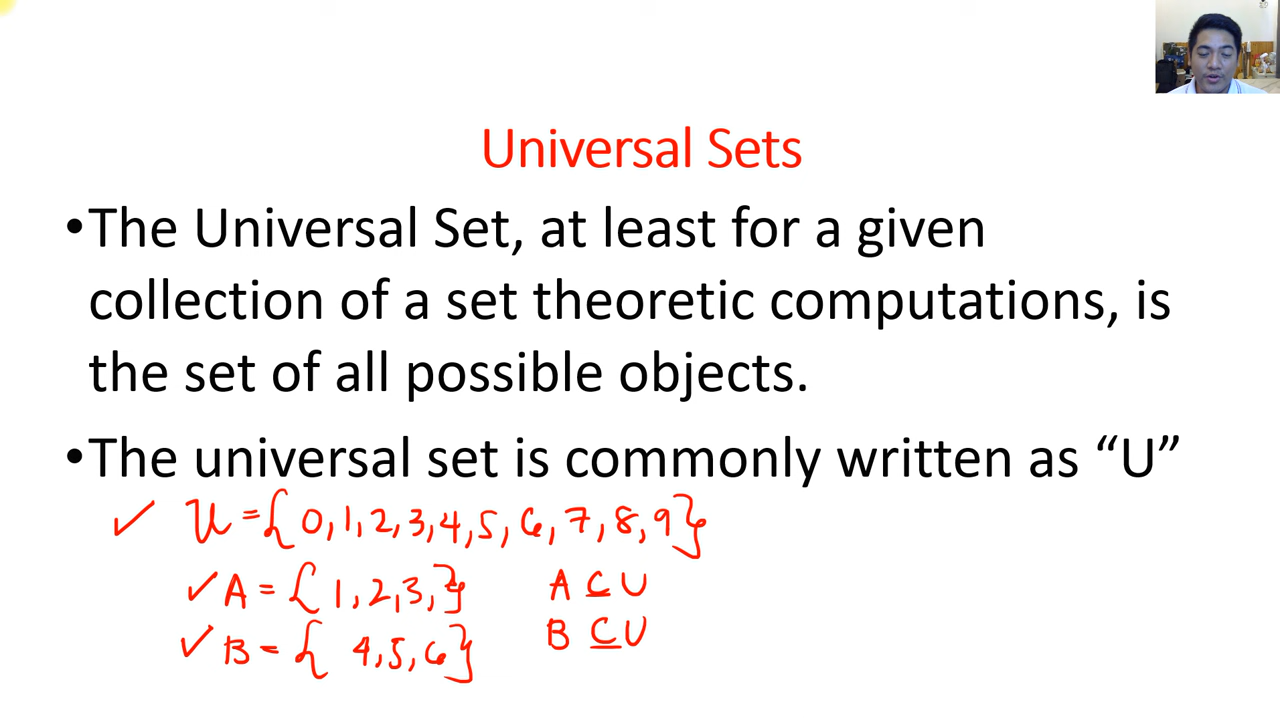 Universal Sets
•The Universal Set, at least for a given
collection of a set theoretic computations, is
the set of all possible objects.
•The universal set is commonly written as “U”
✓ U = { 0, 1, 2, 3, 4, 5, 6, 7, 8, 9 }
✓ A = { 1, 2, 3, } A ⊆ U
✓ B = { 4, 5, 6 } B ⊆ U